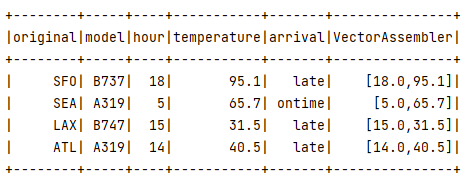 +--------+-----+----+-----------+-------+---------------+
|original|model|hour|temperature|arrival|VectorAssembler|
+--------+-----+----+-----------+-------+---------------+
|     SFO| B737|  18|       95.1|   late|    [18.0,95.1]|
|     SEA| A319|   5|       65.7| ontime|     [5.0,65.7]|
|     LAX| B747|  15|       31.5|   late|    [15.0,31.5]|
|     ATL| A319|  14|       40.5|   late|    [14.0,40.5]|
+--------+-----+----+-----------+-------+---------------+